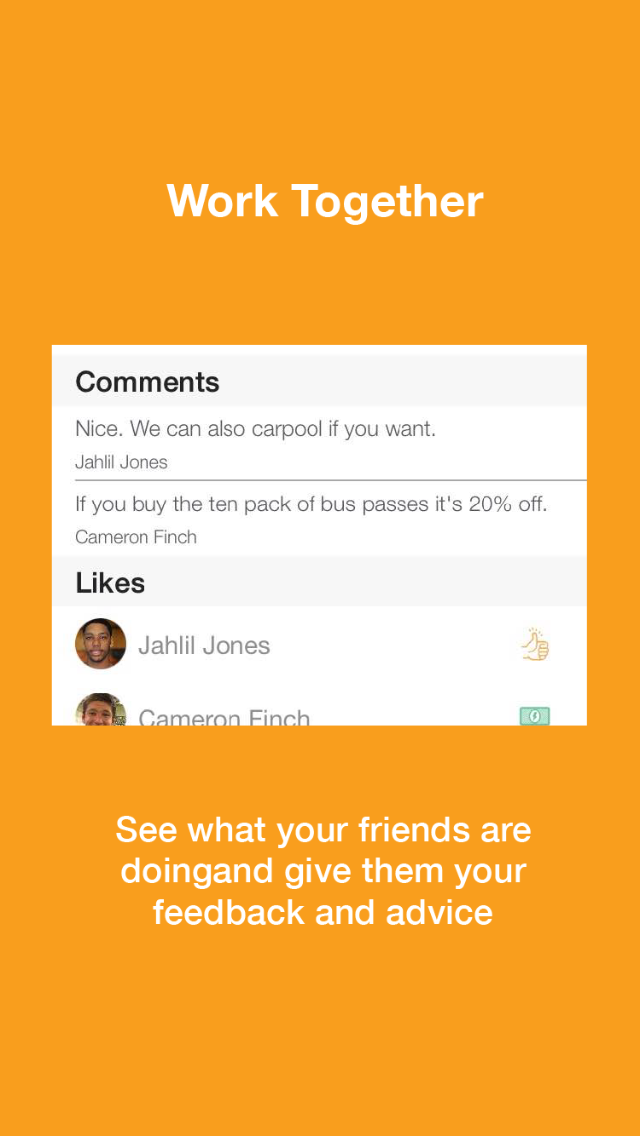 Work Together
Comments
Nice. We can also carpool if you want.
Jahlil Jones
If you buy the ten pack of bus passes it's 20% off.
Cameron Finch
Likes
Jahlil Jones
Cameron Finch
See what your friends are
doingand give them your
feedback and advice